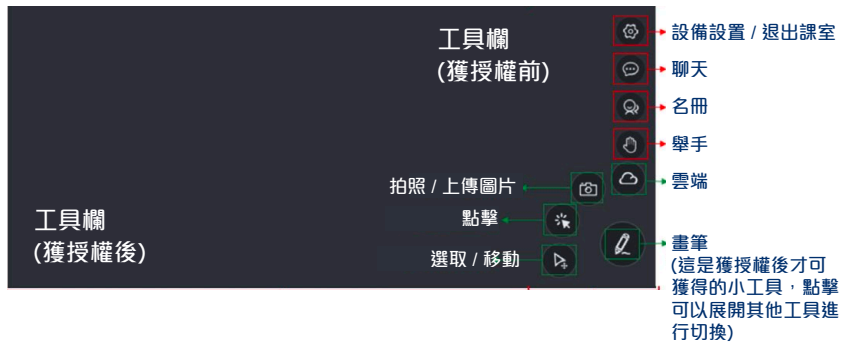 工具欄
(獲授權前)
設備設置 / 退出課室
聊天
名冊
舉手
雲端
拍照 / 上傳圖片
點擊
選取 / 移動
工具欄
(獲授權後)
畫筆
(這是獲授權後才可
獲得的小工具，點擊
可以展開其他工具進
行切換)